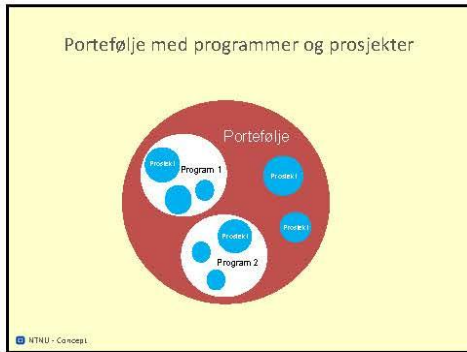 Portefølje med programmer og prosjekter
Portefølje
Prosjekt
Program 1
Prosjekt
Prosjekt
Prosjekt
Program 2
NTNU - Concept